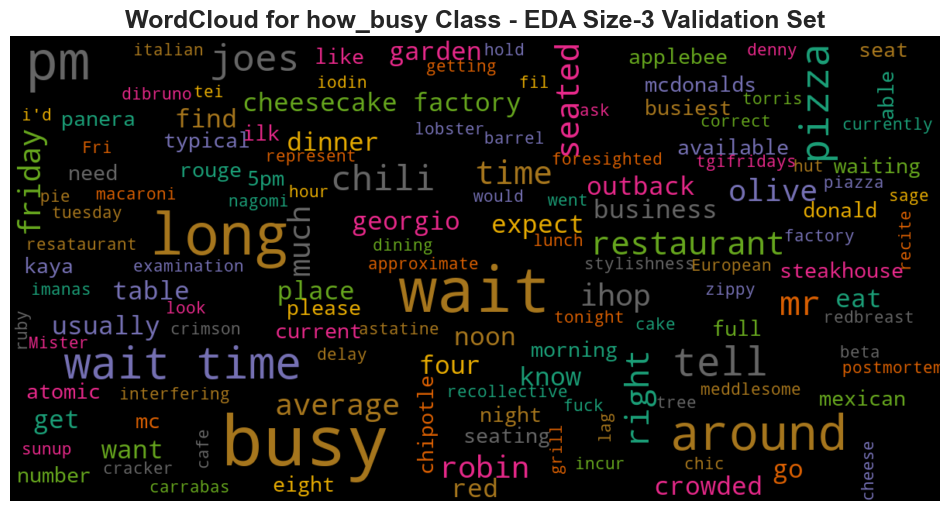 WordCloud for how_busy Class - EDA Size-3 Validation Set
pm
italian
joes
like
garden
hold
getting
seated
applebee
denny
pizza
seat
dibruno
tei
iodin
fil
mcdonalds
torris
able
i'd
panera
find
cheesecake factory
ask
busiest
correct
currently
friday
Fri
typical
ilk
dinner
lobster
barrel
available
represent
time
foresighted
tgifridays
hut
waiting
need
rouge
5pm
chili
outback
olive
piazza
pie
macaroni
nagomi
hour
would
went
business
donald
sage
tuesday
long
much
georgio
expect
restaurant
factory
recite
resataurant
dining
lunch
kaya
examination
approximate
stylishness
European
steakhouse
imanas
table
place
wait
ihop
zippy
mr
eat
look
please
tonight
cake
redbreast
ruby
usually
crimson
current
astatine
noon
full
Mister
wait time
delay
four
morning
right
tell
beta
postmortem
know
atomic
interfering
average
chipotle
recollective
fuck
tree
meddlesome
mexican
get
mc
busy
night
lag
around
want
cafe
seating
grill
sunup
cracker
robin
incur
chic
go
cheese
number
carrabas
eight
red
crowded